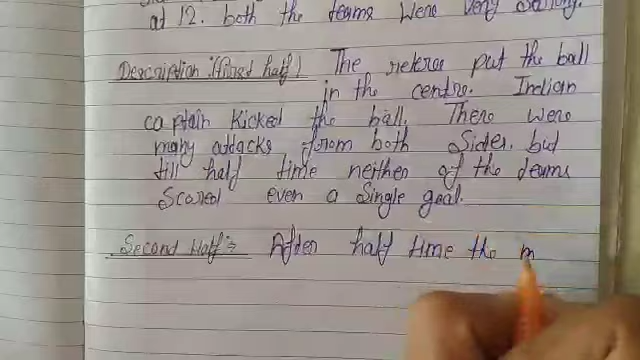 at 12. both the teams were very strong.
Description :(first half) The referee put the ball
in the centre. Indian
captain kicked the ball. There were
many attacks from both sides. but
till half time neither of the teams
scored even a single goal.
Second Half :- After half time the m